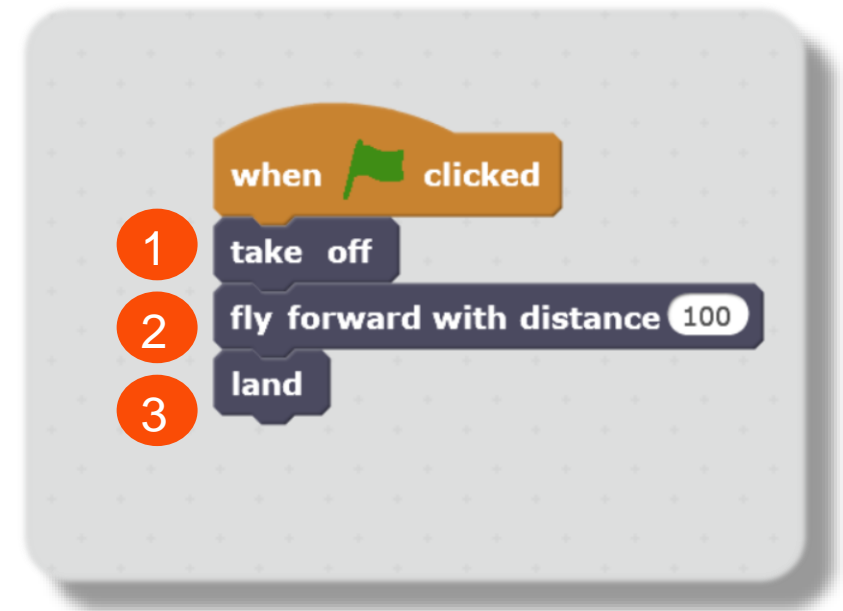 when clicked
1 take off
2 fly forward with distance 100
3 land